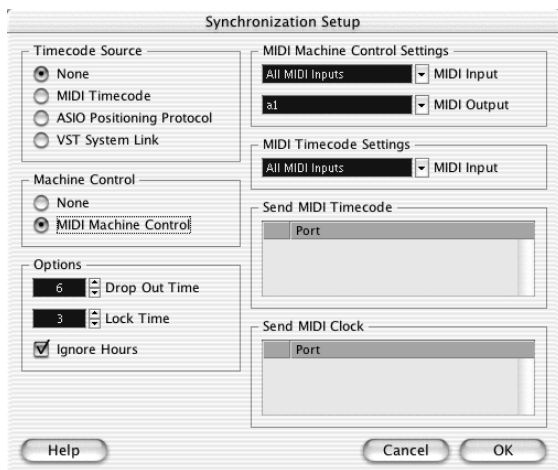 Synchronization Setup
Timecode Source
None
MIDI Timecode
ASIO Positioning Protocol
VST System Link
Machine Control
None
MIDI Machine Control
Options
6 Drop Out Time
3 Lock Time
Ignore Hours
MIDI Machine Control Settings
All MIDI Inputs MIDI Input
a1 MIDI Output
MIDI Timecode Settings
All MIDI Inputs MIDI Input
Send MIDI Timecode
Port
Send MIDI Clock
Port
Help Cancel OK